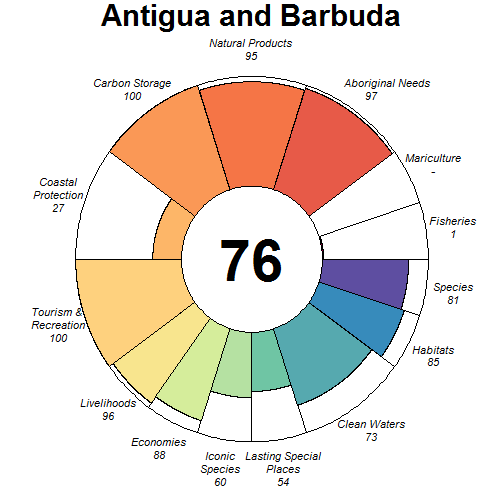 Antigua and Barbuda
Natural Products
95
Carbon Storage
100
Aboriginal Needs
97
Mariculture
-
Coastal
Protection
27
Fisheries
1
76
Species
81
Tourism &
Recreation
100
Habitats
85
Livelihoods
96
Clean Waters
73
Economies
88
Iconic
Species
60
Lasting Special
Places
54